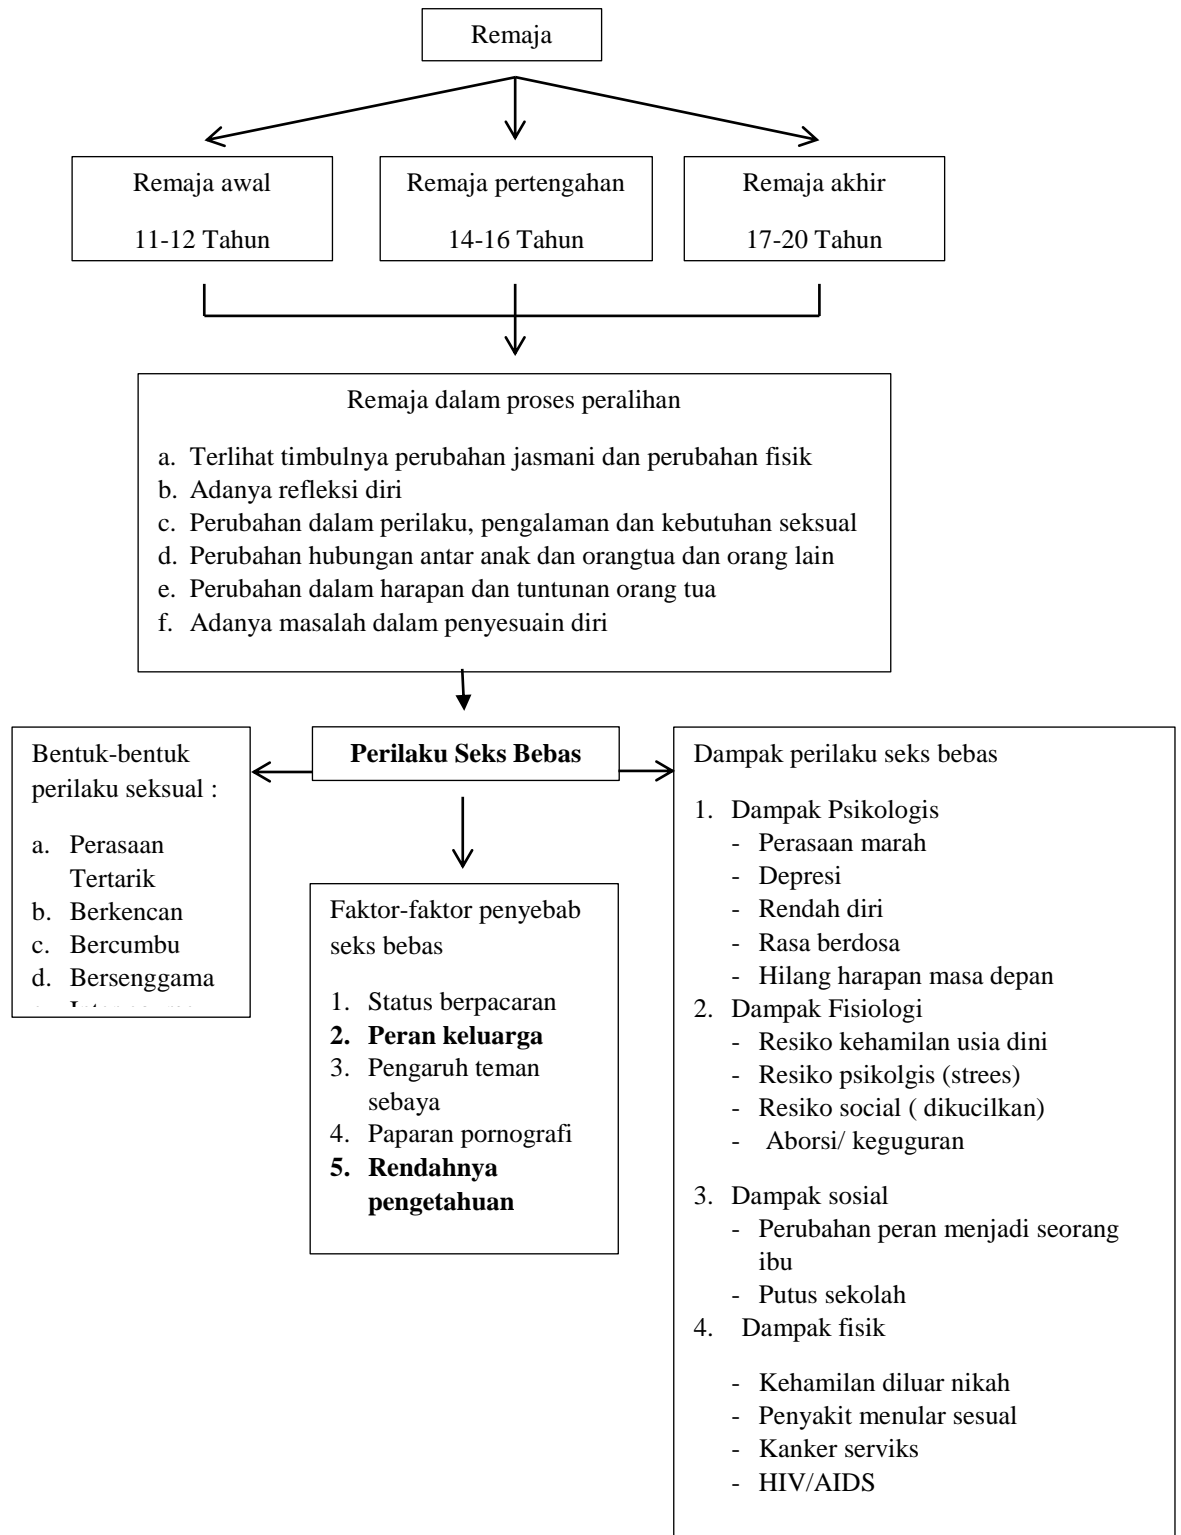 Remaja
Remaja awal
11-12 Tahun
Remaja pertengahan
14-16 Tahun
Remaja akhir
17-20 Tahun
Remaja dalam proses peralihan
a. Terlihat timbulnya perubahan jasmani dan perubahan fisik
b. Adanya refleksi diri
c. Perubahan dalam perilaku, pengalaman dan kebutuhan seksual
d. Perubahan hubungan antar anak dan orangtua dan orang lain
e. Perubahan dalam harapan dan tuntunan orang tua
f. Adanya masalah dalam penyesuain diri
Bentuk-bentuk
perilaku seksual :
a. Perasaan
Tertarik
b. Berkencan
c. Bercumbu
d. Bersenggama
Perilaku Seks Bebas
Faktor-faktor penyebab
seks bebas
1. Status berpacaran
2. Peran keluarga
3. Pengaruh teman
sebaya
4. Paparan pornografi
5. Rendahnya
pengetahuan
Dampak perilaku seks bebas
1. Dampak Psikologis
- Perasaan marah
- Depresi
- Rendah diri
- Rasa berdosa
- Hilang harapan masa depan
2. Dampak Fisiologi
- Resiko kehamilan usia dini
- Resiko psikolgis (strees)
- Resiko social ( dikucilkan)
- Aborsi/ keguguran
3. Dampak sosial
- Perubahan peran menjadi seorang
ibu
- Putus sekolah
4. Dampak fisik
- Kehamilan diluar nikah
- Penyakit menular sesual
- Kanker serviks
- HIV/AIDS